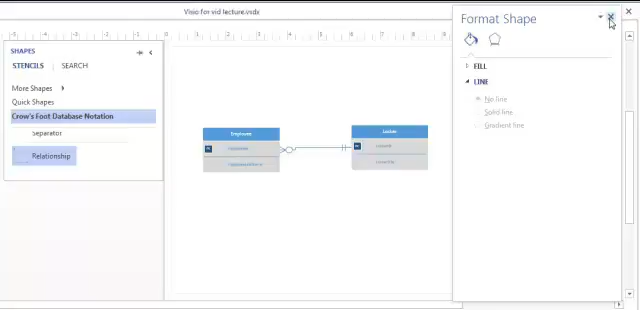 Visio for vid lecture.vsdx
SHAPES
STENCILS SEARCH
More Shapes
Quick Shapes
Crow's Foot Database Notation
Separator
Relationship
Employee
Format Shape
FILL
LINE
No line
Solid line
Gradient line